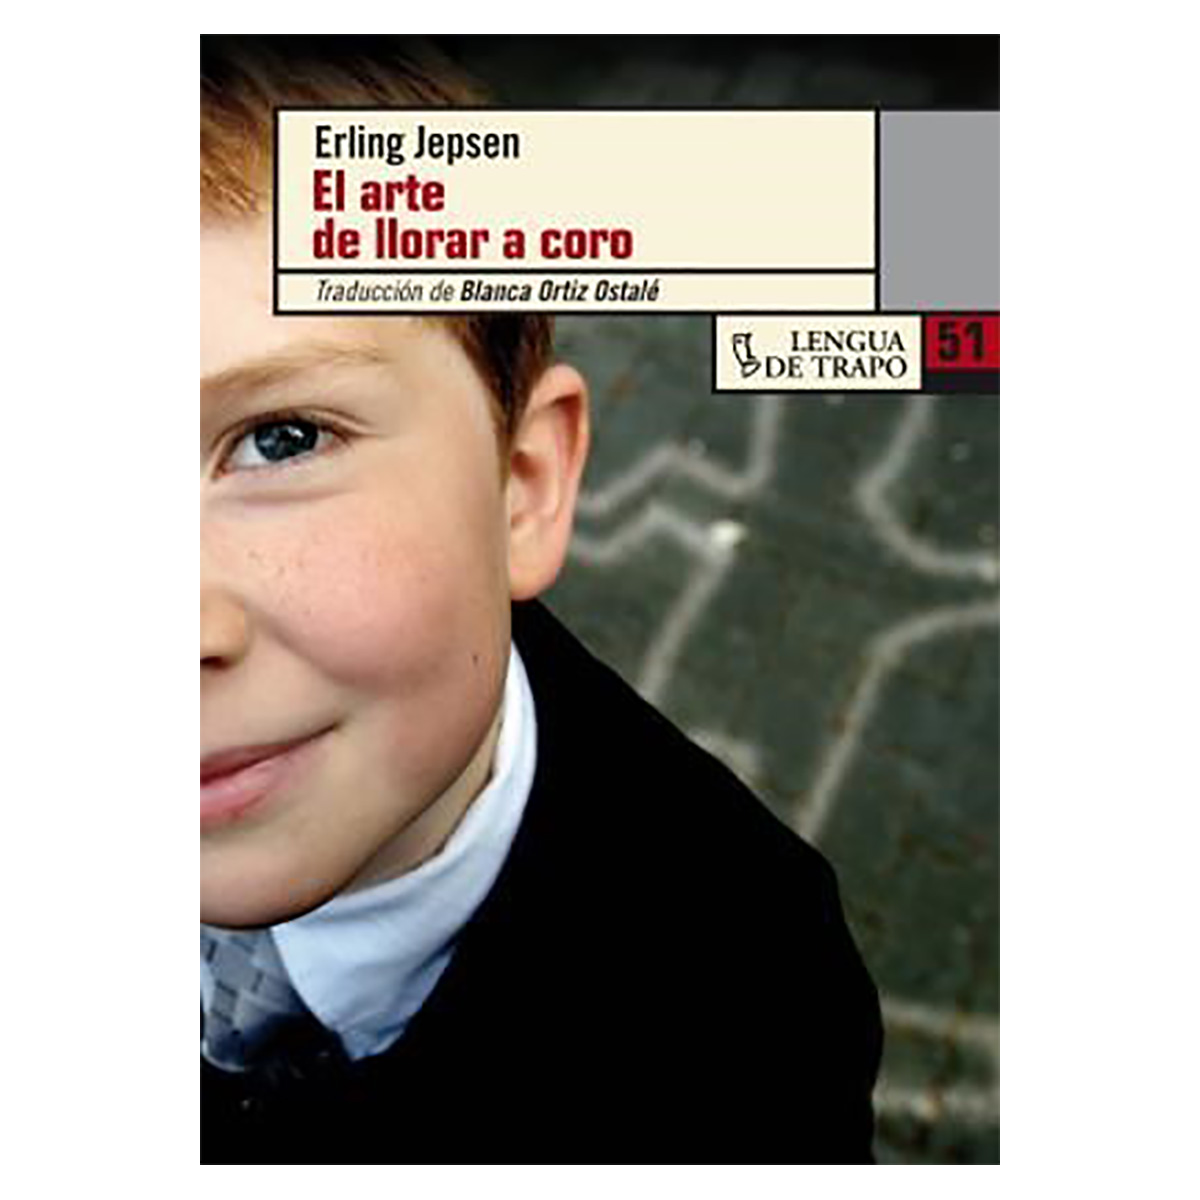 Erling Jepsen
El arte
de llorar a coro
Traducción de Blanca Ortiz Ostalé
LENGUA
DE TRAPO
51